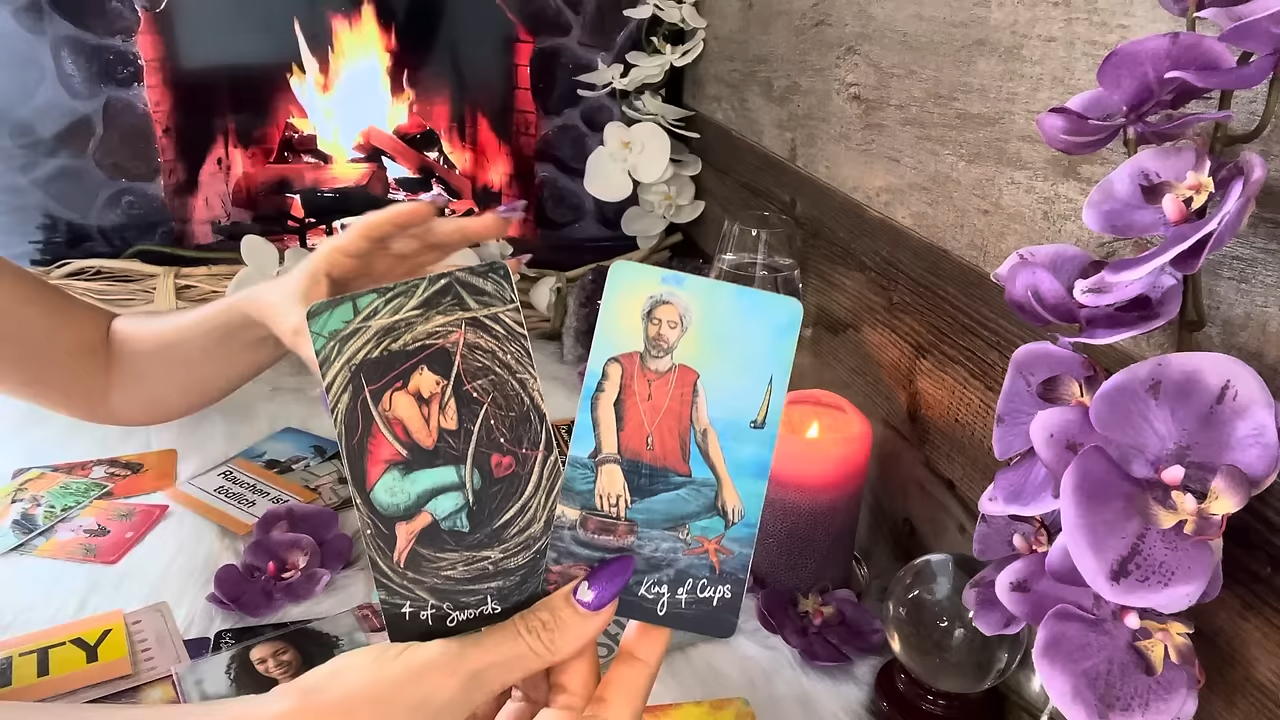 4 of Swords
King of Cups
Rauchen ist
tödlich
ITY